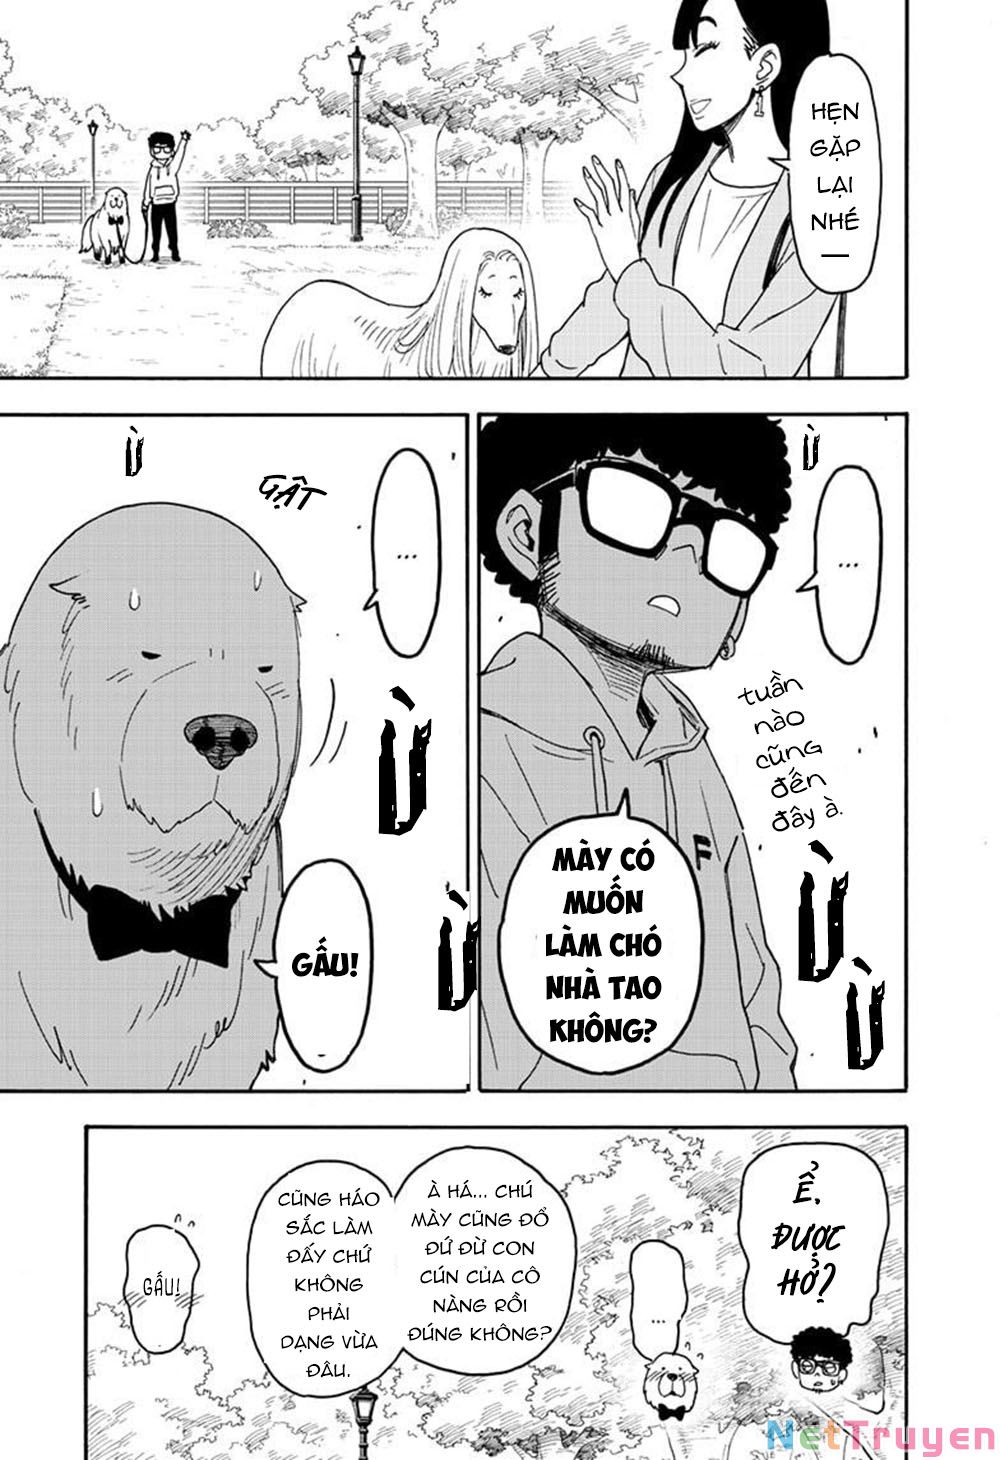 HẸN
GẶP
LẠI
NHÉ
—
Ù
...
tuần
nào
cũng
đến
đây à.
F
MÀY CÓ
MUỐN
LÀM CHÓ
NHÀ TAO
KHÔNG?
Ù
Ù
Ù
GẬT
...
Ù
Ù
GẤU!
Ể,
ĐƯỢC
HỞ?
...
À HÁ... CHÚ
MÀY CŨNG ĐỔ
ĐỨ ĐỪ CON
CÚN CỦA CÔ
NÀNG RỒI
ĐÚNG KHÔNG?
CŨNG HÁO
SẮC LÀM
ĐẤY CHỨ
KHÔNG
PHẢI
DẠNG VỪA
ĐÂU.
GẤU!
NetTruyen